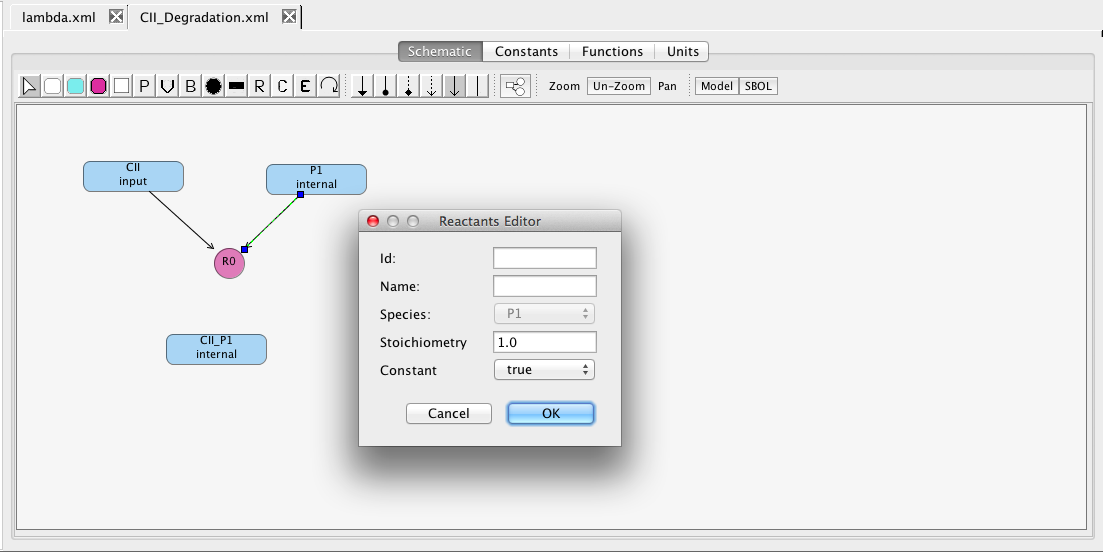 lambda.xml CII_Degradation.xml
Schematic Constants Functions Units
P V B R C E Zoom Un-Zoom Pan Model SBOL
CII
input
P1
internal
R0
CII_P1
internal
Reactants Editor
Id:
Name:
Species: P1
Stoichiometry 1.0
Constant true
Cancel OK